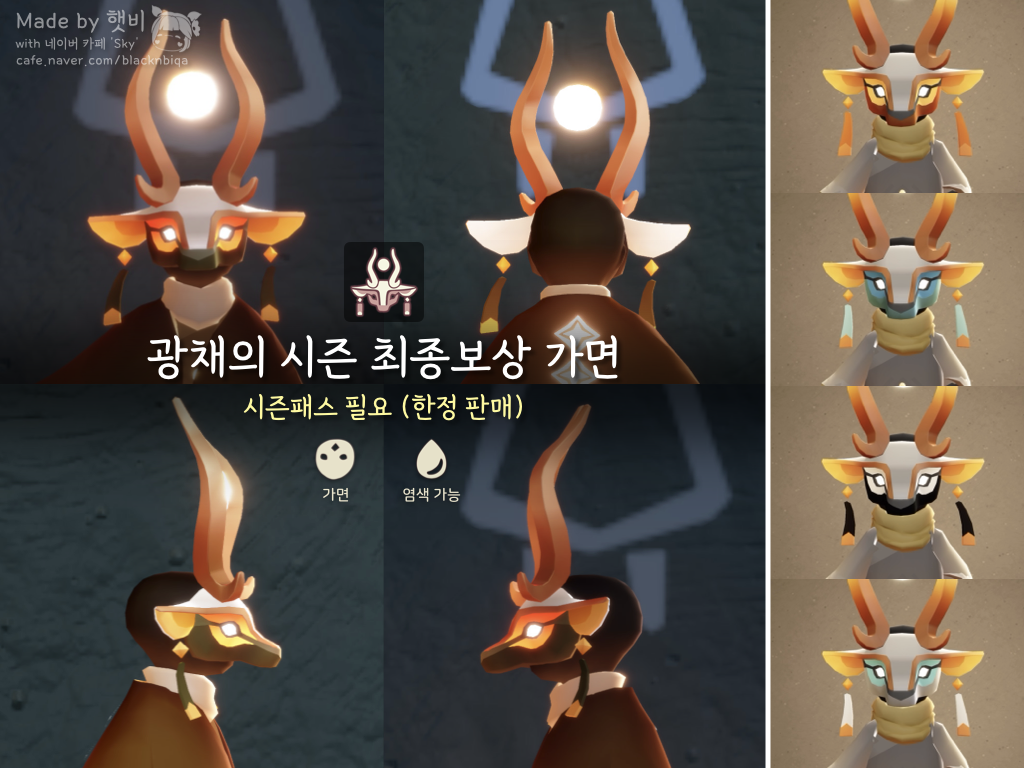 Made by 햇비
with 네이버 카페 'Sky'
cafe.naver.com/blacknbiqa
광채의 시즌 최종보상 가면
시즌패스 필요 (한정 판매)
가면
염색 가능